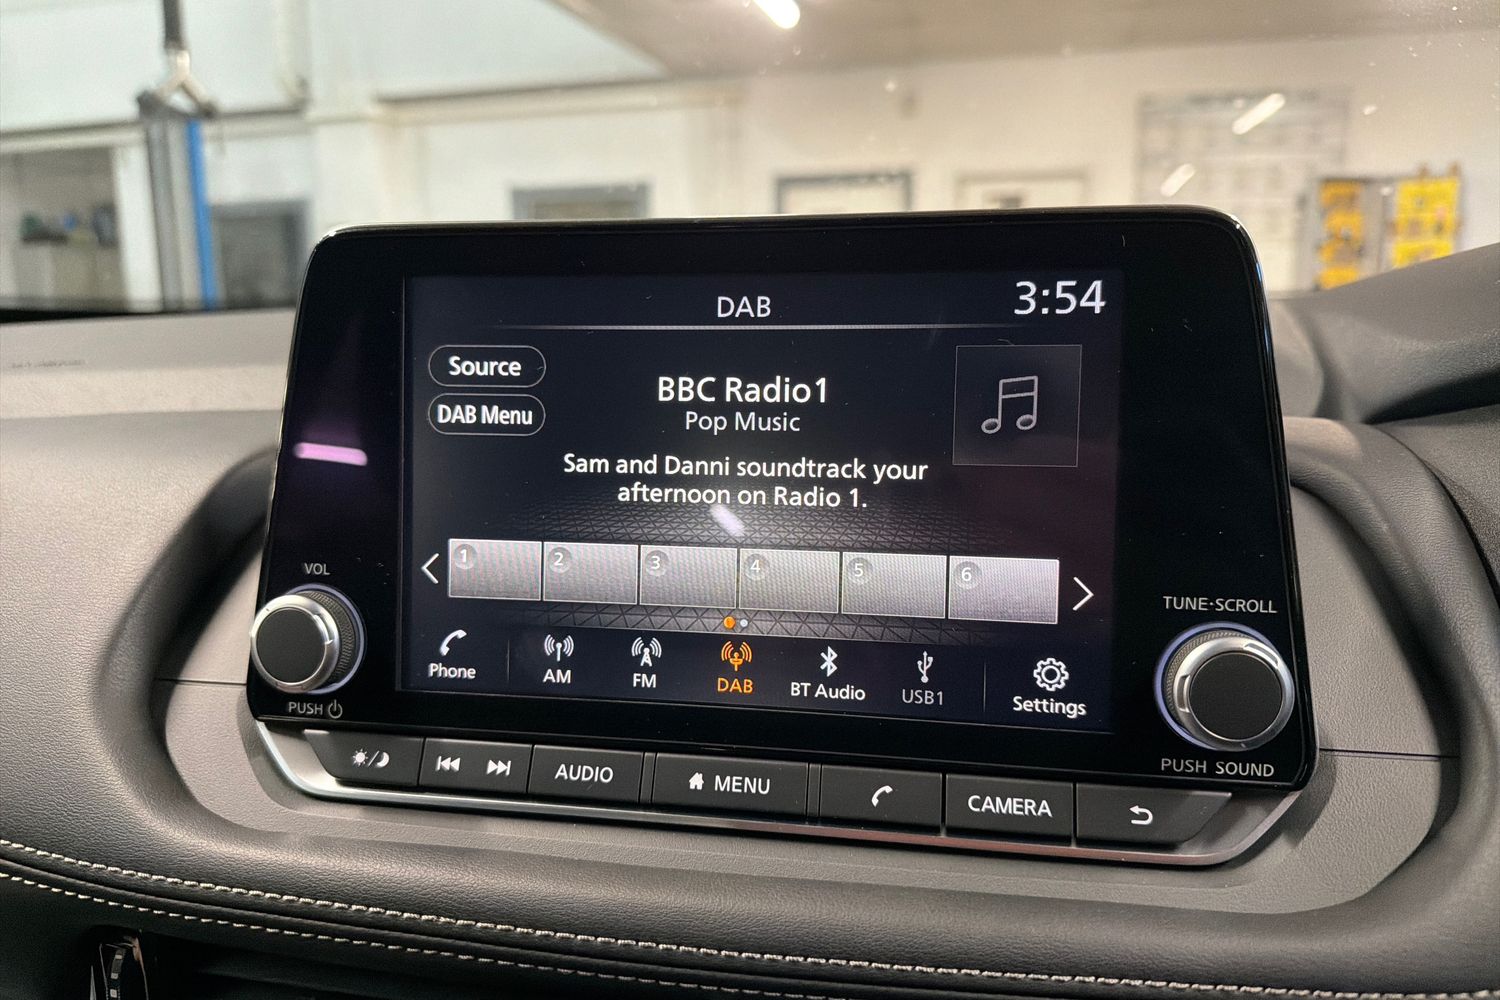 DAB
3:54
Source
DAB Menu
BBC Radio1
Pop Music
Sam and Danni soundtrack your
afternoon on Radio 1.
1 2 3 4 5 6
Phone
AM
FM
DAB
BT Audio
USB1
Settings
VOL
PUSH
TUNE·SCROLL
PUSH SOUND
AUDIO
MENU
CAMERA